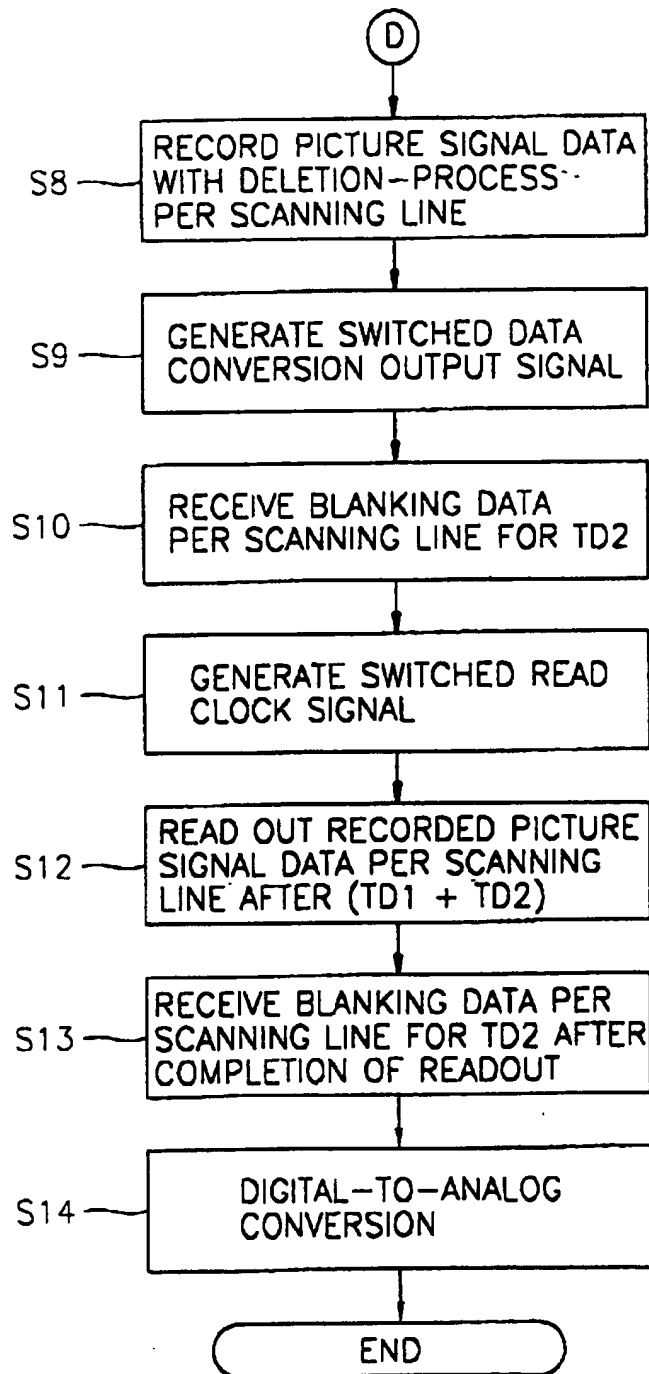 D
S8
RECORD PICTURE SIGNAL DATA
WITH DELETION-PROCESS
PER SCANNING LINE
S9
GENERATE SWITCHED DATA
CONVERSION OUTPUT SIGNAL
S10
RECEIVE BLANKING DATA
PER SCANNING LINE FOR TD2
S11
GENERATE SWITCHED READ
CLOCK SIGNAL
S12
READ OUT RECORDED PICTURE
SIGNAL DATA PER SCANNING
LINE AFTER (TD1 + TD2)
S13
RECEIVE BLANKING DATA PER
SCANNING LINE FOR TD2 AFTER
COMPLETION OF READOUT
S14
DIGITAL-TO-ANALOG
CONVERSION
END